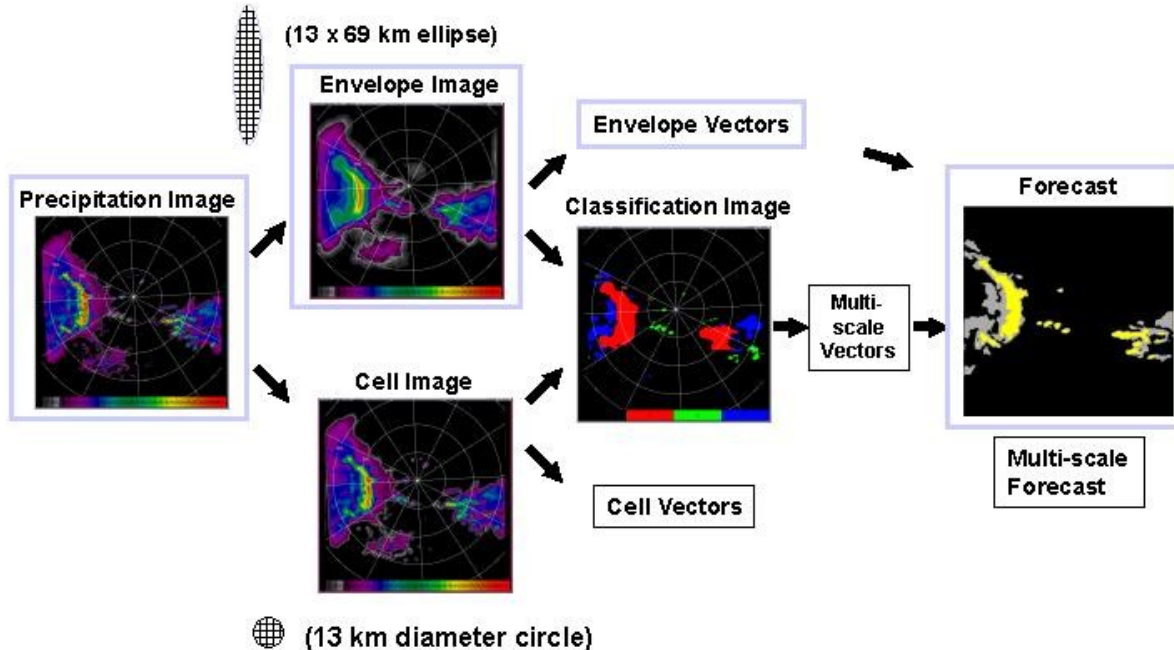 (13 x 69 km ellipse)
Envelope Image
Envelope Vectors
Precipitation Image
Forecast
Classification Image
Multi-
scale
Vectors
Cell Image
Multi-scale
Forecast
Cell Vectors
(13 km diameter circle)